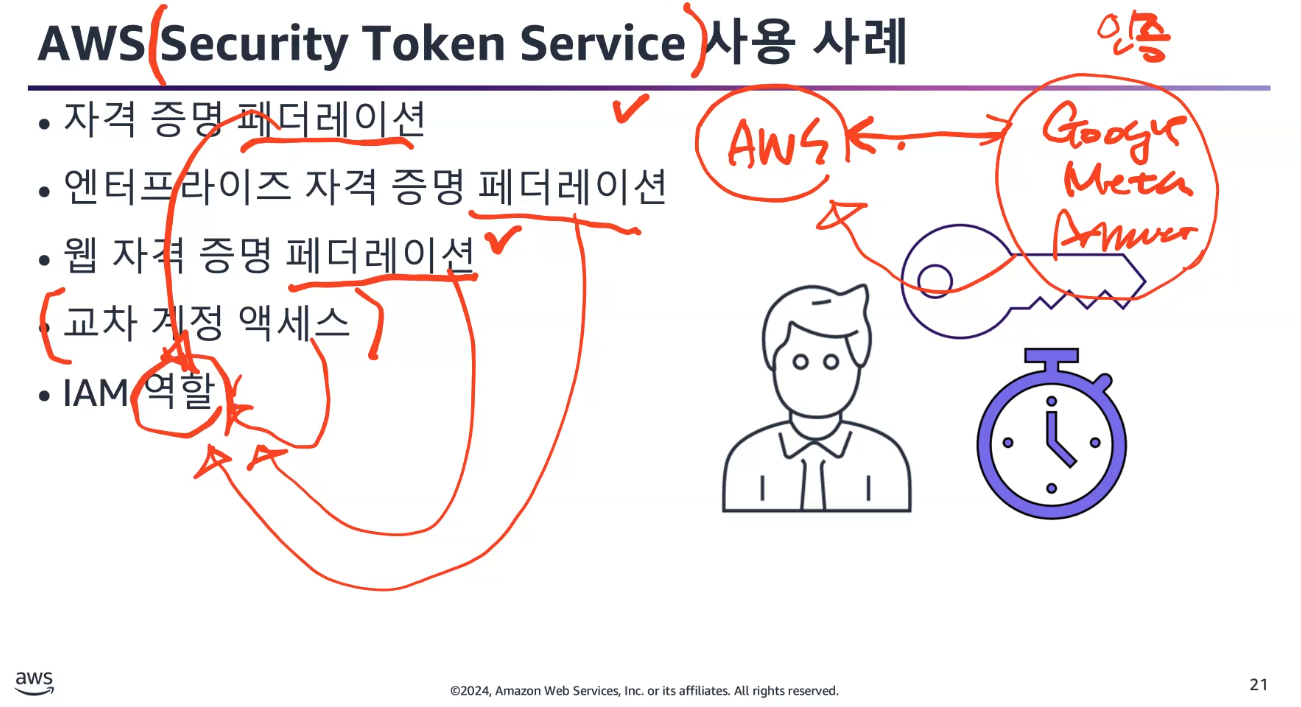 AWS Security Token Service 사용 사례
인증
• 자격 증명 페더레이션
• 엔터프라이즈 자격 증명 페더레이션
• 웹 자격 증명 페더레이션
• 교차 계정 액세스
• IAM 역할
AWS
Google
Meta
aws
©2024, Amazon Web Services, Inc. or its affiliates. All rights reserved.
21